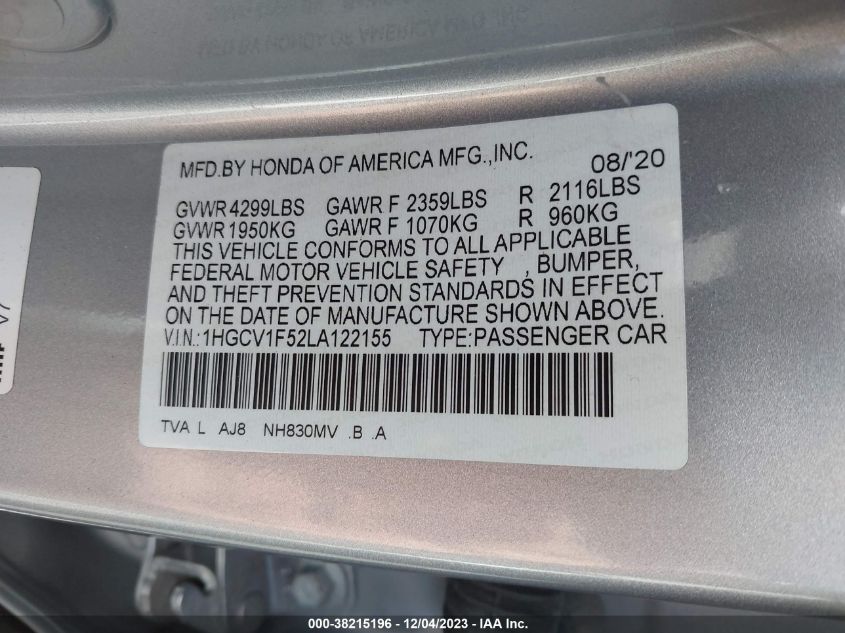 MFD.BY HONDA OF AMERICA MFG.,INC. 08/'20
GVWR 4299LBS GAWR F 2359LBS R 2116LBS
GVWR 1950KG GAWR F 1070KG R 960KG
THIS VEHICLE CONFORMS TO ALL APPLICABLE
FEDERAL MOTOR VEHICLE SAFETY , BUMPER,
AND THEFT PREVENTION STANDARDS IN EFFECT
ON THE DATE OF MANUFACTURE SHOWN ABOVE.
V.I.N.:1HGCV1F52LA122155 TYPE:PASSENGER CAR
TVA L AJ8 NH830MV .B .A
000-38215196 - 12/04/2023 - IAA Inc.